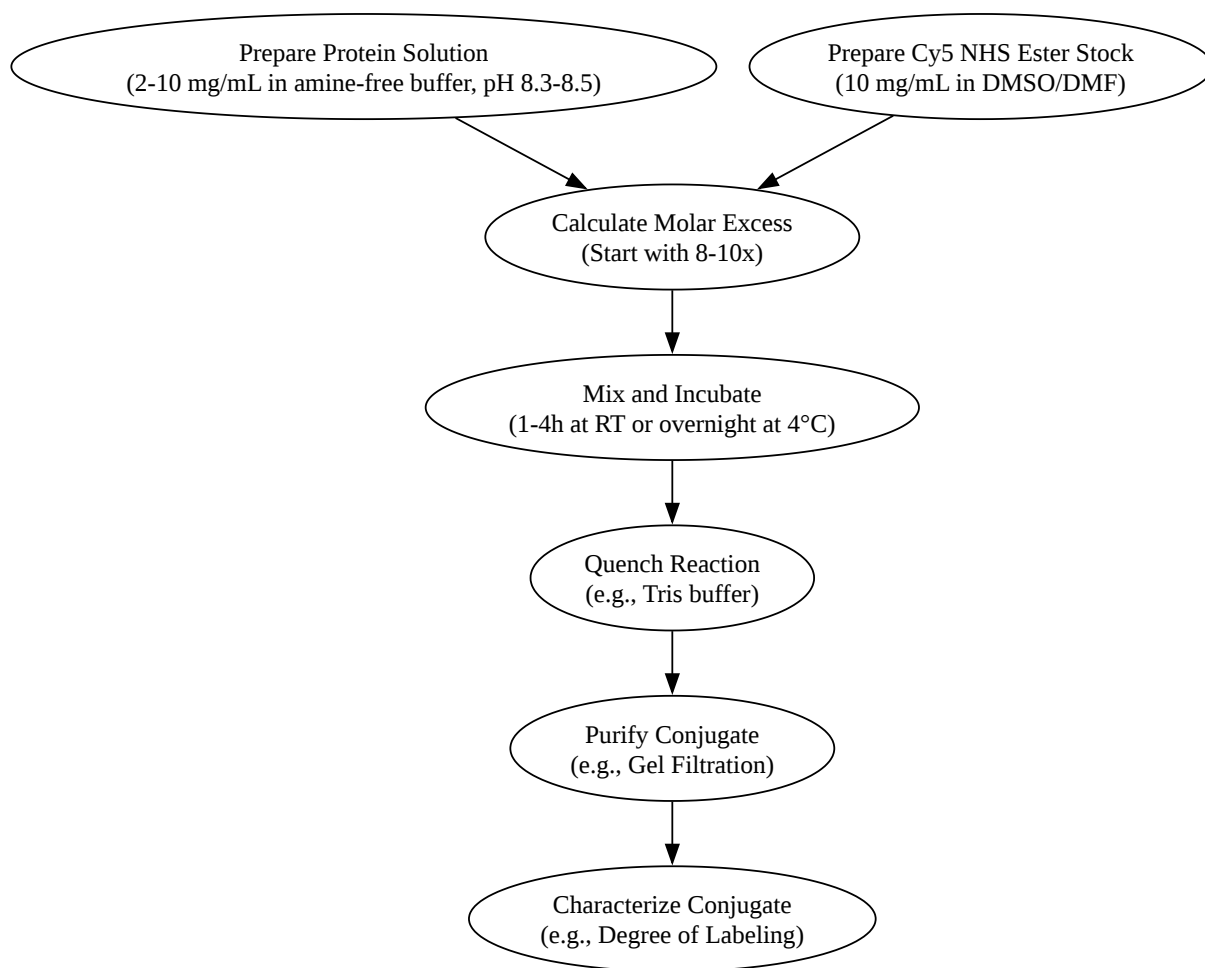 Prepare Protein Solution
(2-10 mg/mL in amine-free buffer, pH 8.3-8.5)
Prepare Cy5 NHS Ester Stock
(10 mg/mL in DMSO/DMF)
Calculate Molar Excess
(Start with 8-10x)
Mix and Incubate
(1-4h at RT or overnight at 4°C)
Quench Reaction
(e.g., Tris buffer)
Purify Conjugate
(e.g., Gel Filtration)
Characterize Conjugate
(e.g., Degree of Labeling)